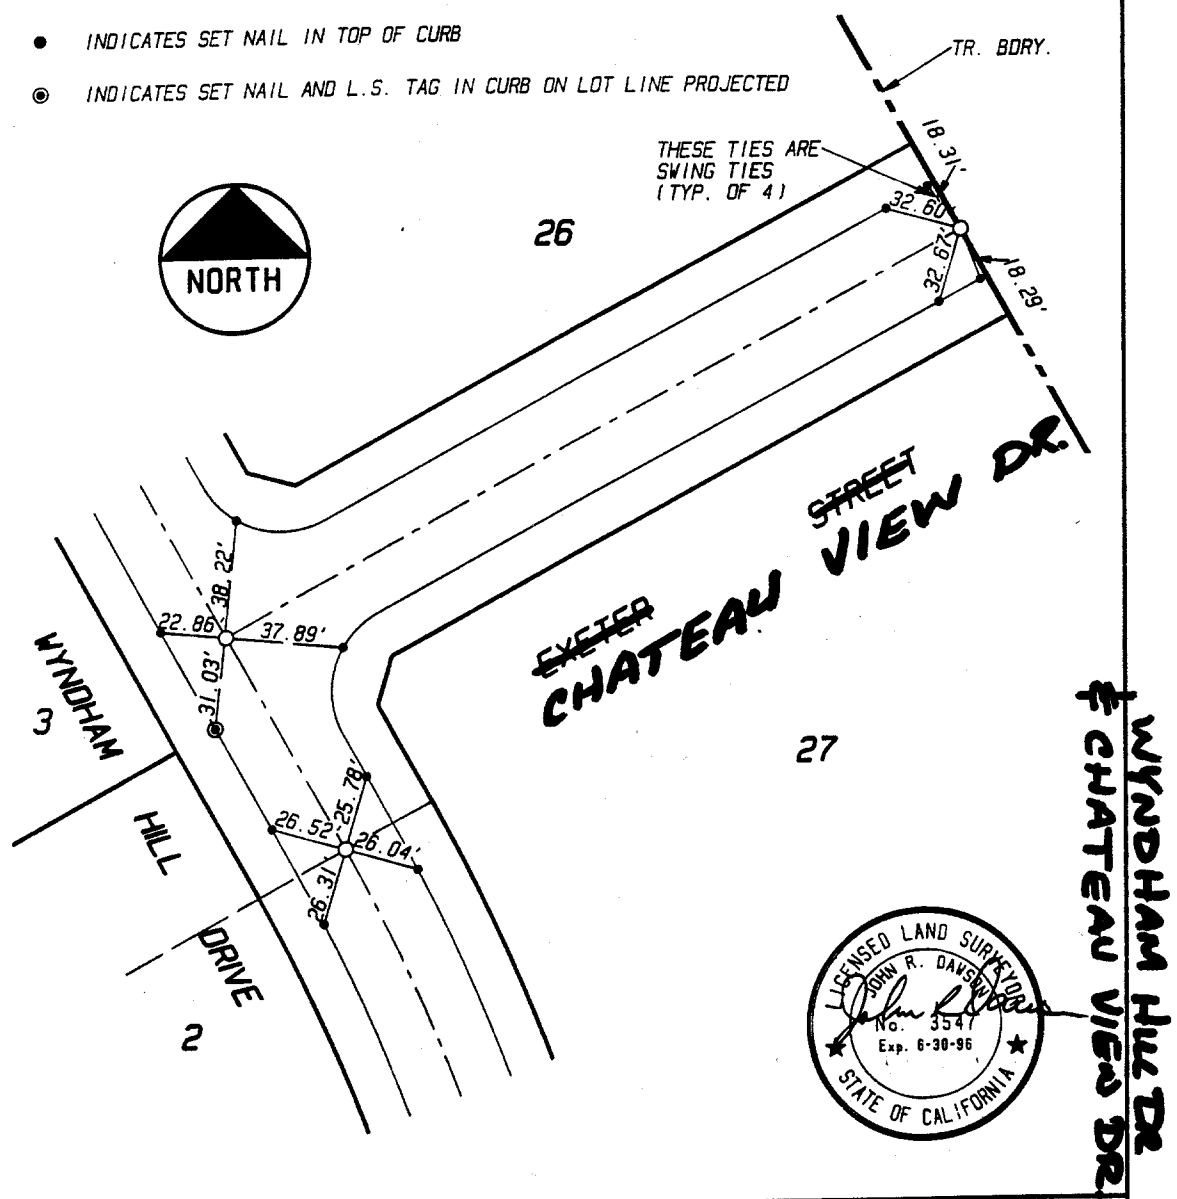 INDICATES SET NAIL IN TOP OF CURB
INDICATES SET NAIL AND L.S. TAG IN CURB ON LOT LINE PROJECTED
TR. BDRY.
THESE TIES ARE
SWING TIES
(TYP. OF 4)
18.31'
32.60'
32.67'
18.29'
26
NORTH
STREET
VIEW DR.
EXETER
CHATEAU
38.22'
22.86'
37.89'
31.03'
WYNDHAM
HILL
DRIVE
3
27
25.78'
26.52'
26.04'
26.31'
2
WYNDHAM HILL DR
& CHATEAU VIEW DR
LICENSED LAND SURVEYOR
JOHN R. DAWSON
John R Dawson
No. 3547
Exp. 6-30-96
STATE OF CALIFORNIA